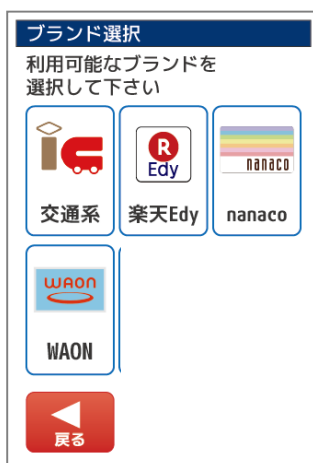 ブランド選択
利用可能なブランドを
選択して下さい
交通系
R
Edy
楽天Edy
nanaco
nanaco
WAON
WAON
戻る